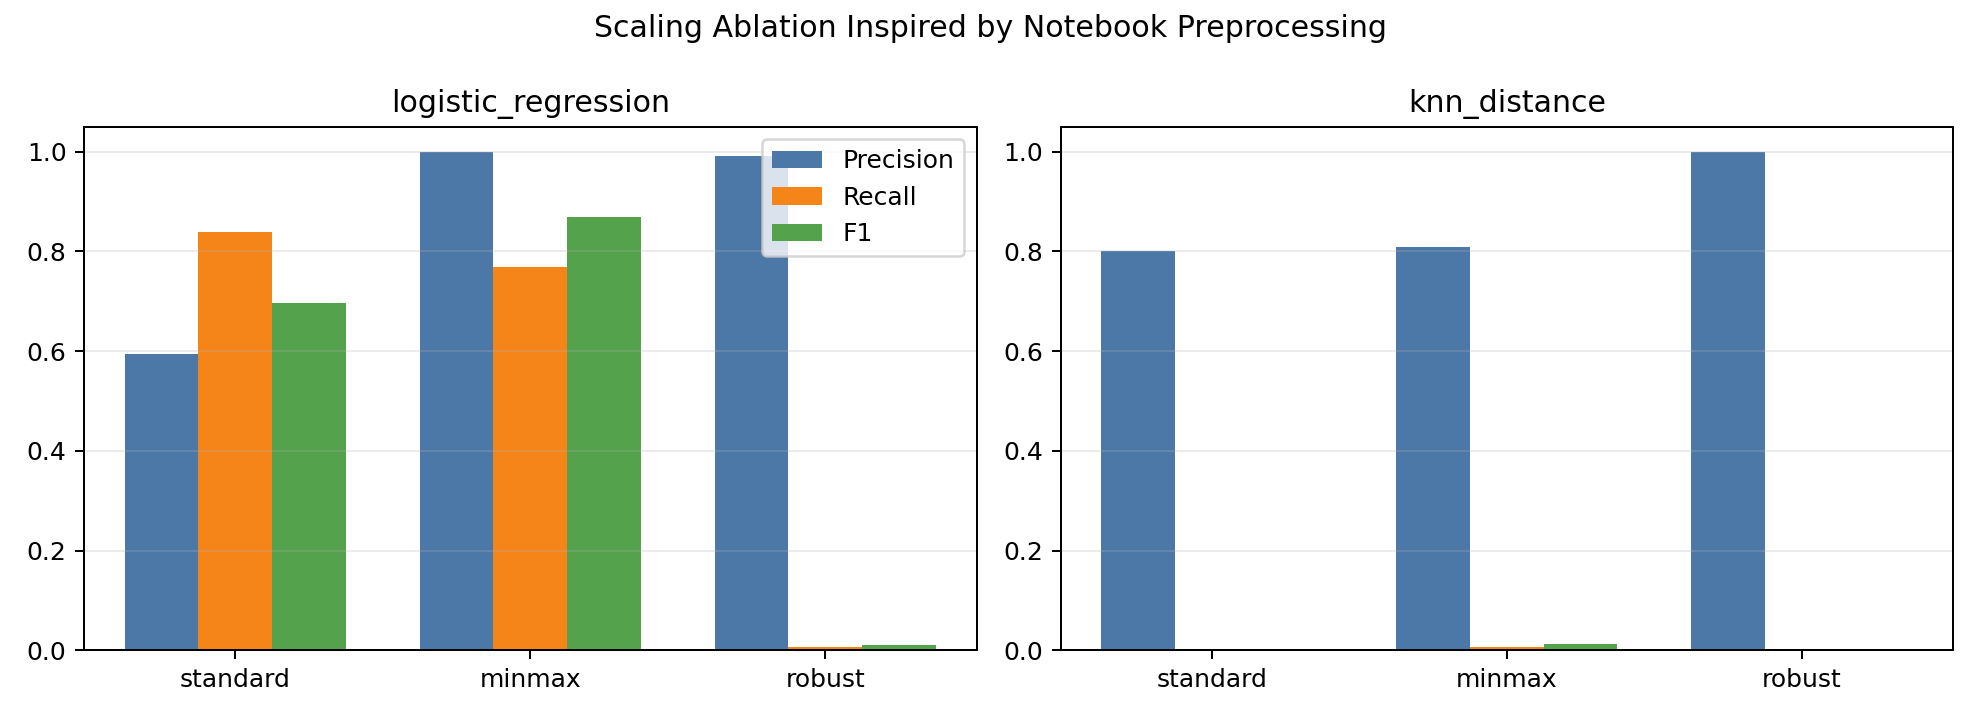 Scaling Ablation Inspired by Notebook Preprocessing
logistic_regression
1.0
0.8
0.6
0.4
0.2
0.0
standard
minmax
robust
Precision
Recall
F1
knn_distance
1.0
0.8
0.6
0.4
0.2
0.0
standard
minmax
robust